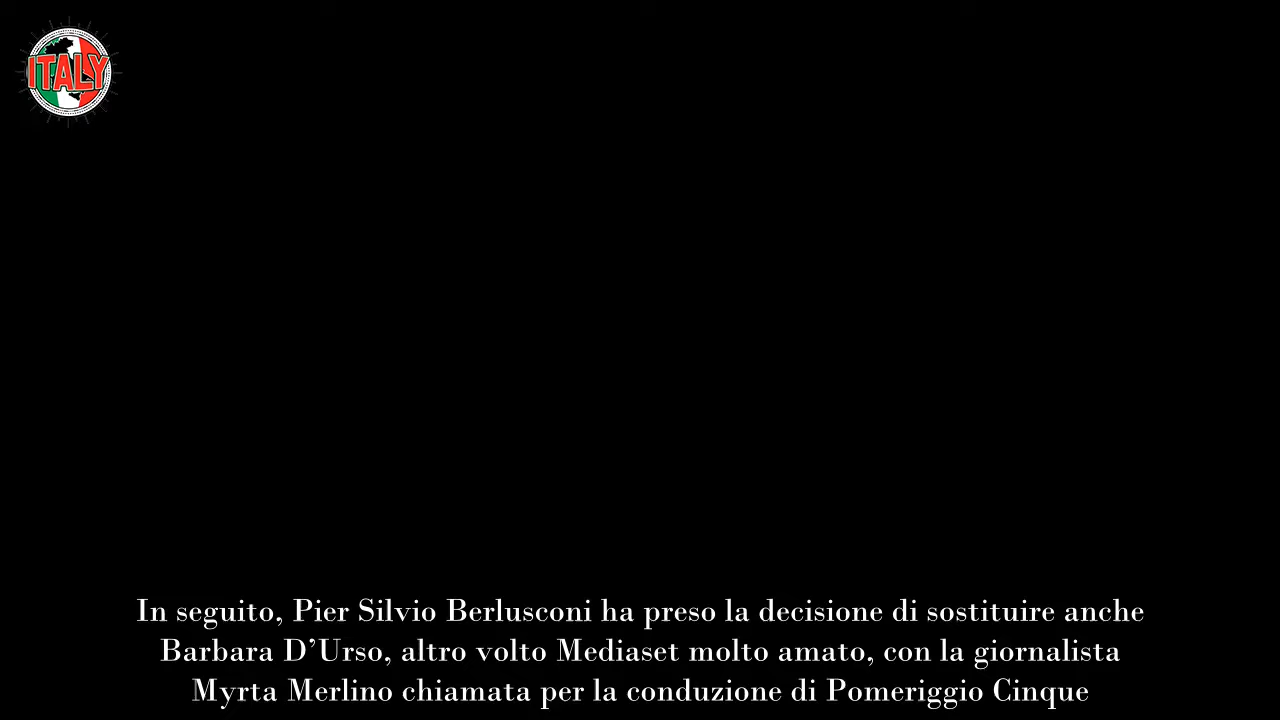 ITALY
In seguito, Pier Silvio Berlusconi ha preso la decisione di sostituire anche
Barbara D’Urso, altro volto Mediaset molto amato, con la giornalista
Myrta Merlino chiamata per la conduzione di Pomeriggio Cinque